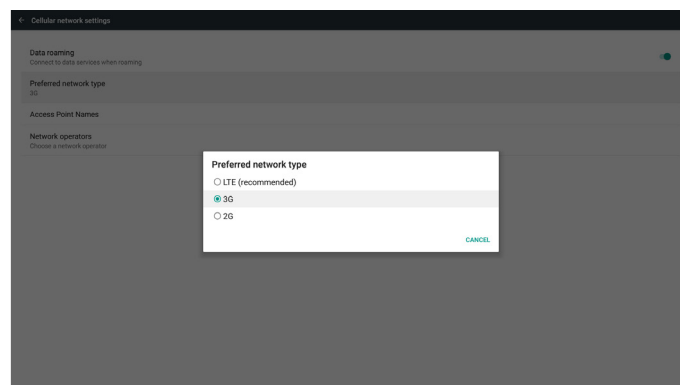 Cellular network settings
Data roaming
Connect to data services when roaming
Preferred network type
3G
Access Point Names
Network operators
Choose a network operator
Preferred network type
LTE (recommended)
3G
2G
CANCEL